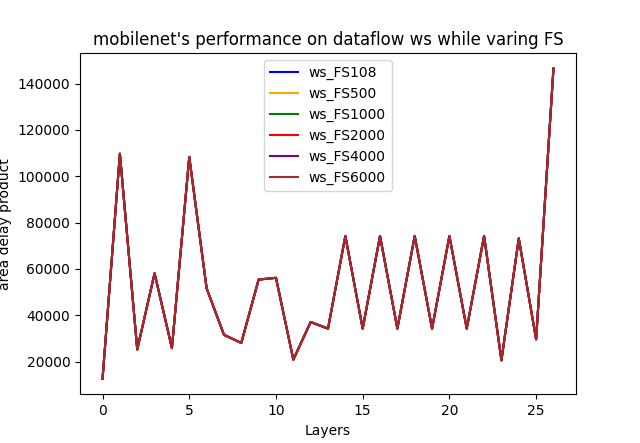 mobilenet's performance on dataflow ws while varing FS
area delay product
140000
120000
100000
80000
60000
40000
20000
ws_FS108
ws_FS500
ws_FS1000
ws_FS2000
ws_FS4000
ws_FS6000
0 5 10 15 20 25
Layers